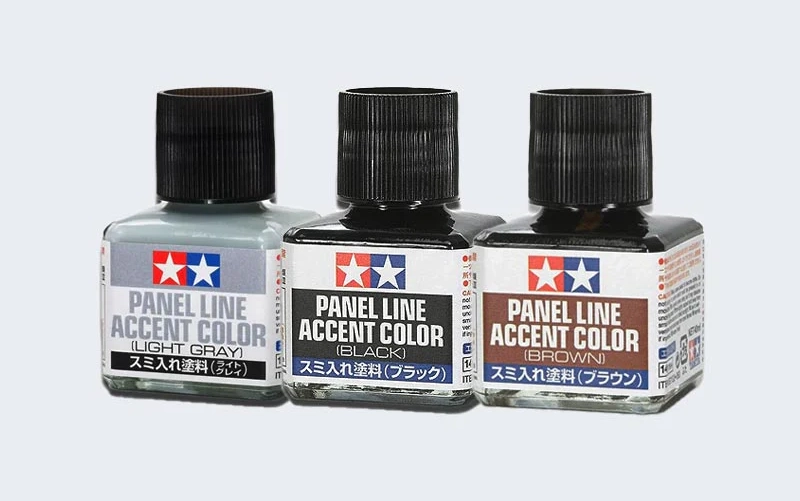 PANEL LINE
ACCENT COLOR
(LIGHT GRAY)
スミ入れ塗料(ライトグレイ)
PANEL LINE
ACCENT COLOR
(BLACK)
スミ入れ塗料(ブラック)
PANEL LINE
ACCENT COLOR
(BROWN)
スミ入れ塗料(ブラウン)